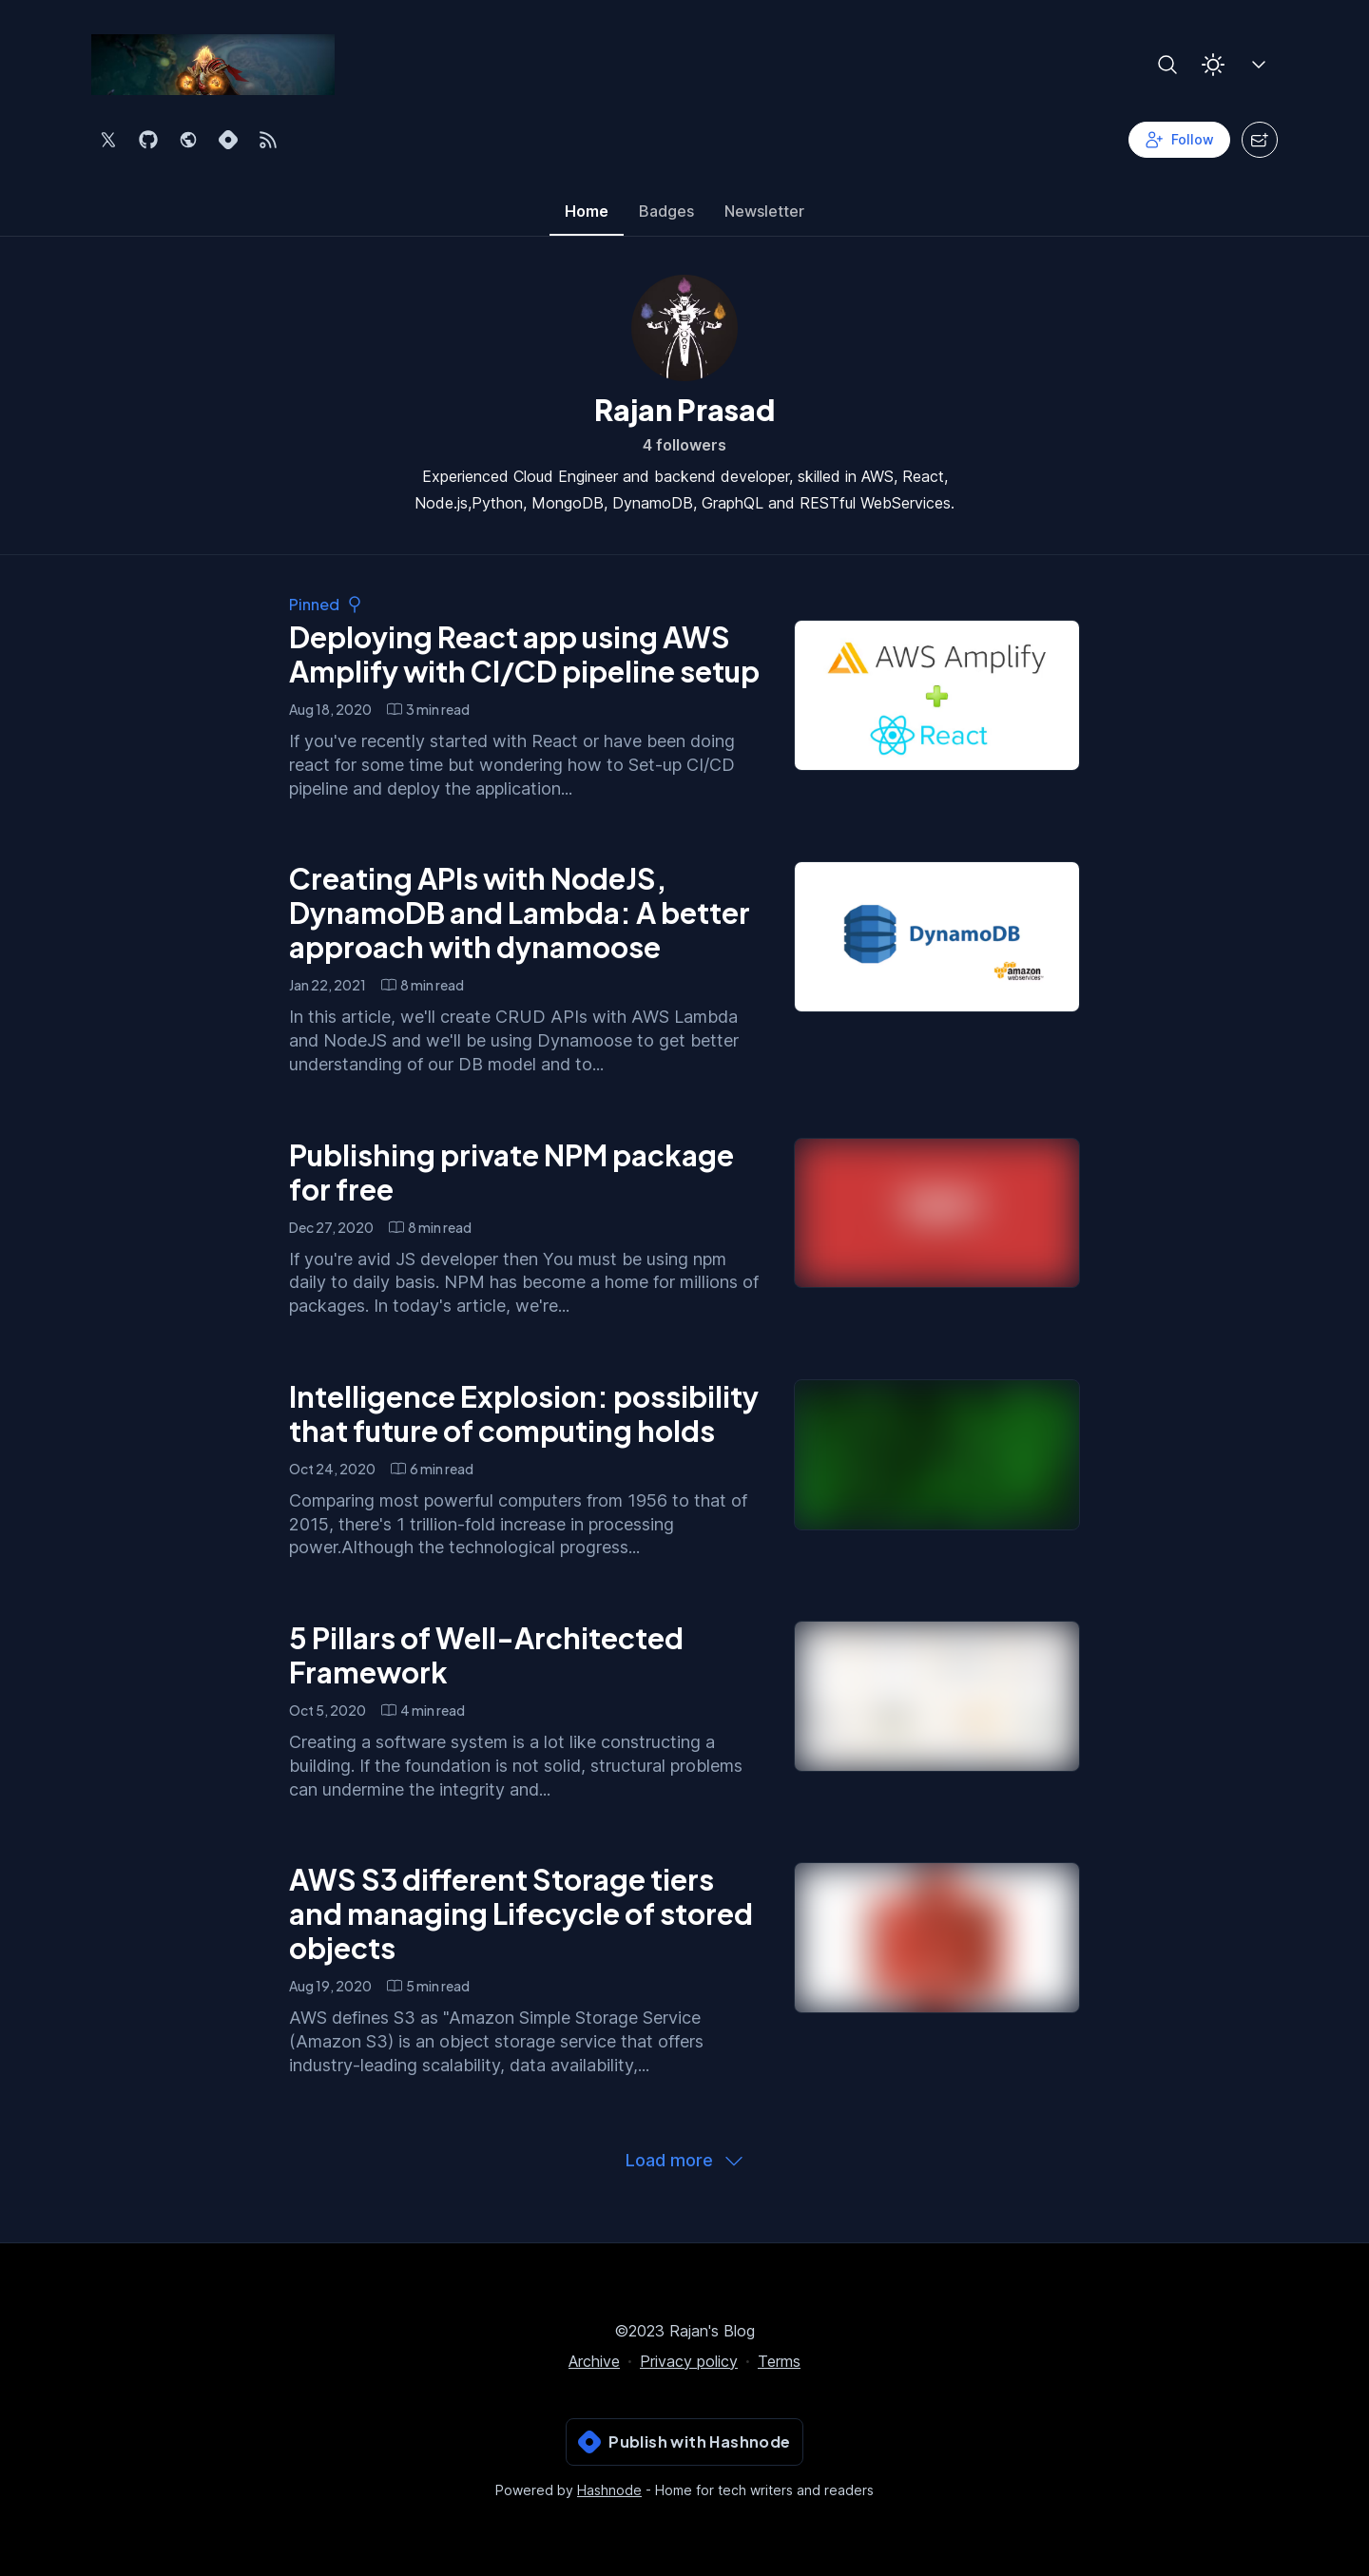 Follow
Home
Badges
Newsletter
Rajan Prasad
4 followers
Experienced Cloud Engineer and backend developer, skilled in AWS, React,
Node.js,Python, MongoDB, DynamoDB, GraphQL and RESTful WebServices.
Pinned
Deploying React app using AWS
Amplify with CI/CD pipeline setup
Aug 18, 2020
3 min read
If you've recently started with React or have been doing
react for some time but wondering how to Set-up CI/CD
pipeline and deploy the application...
AWS Amplify
React
Creating APIs with NodeJS,
DynamoDB and Lambda: A better
approach with dynamoose
Jan 22, 2021
8 min read
In this article, we'll create CRUD APIs with AWS Lambda
and NodeJS and we'll be using Dynamoose to get better
understanding of our DB model and to...
DynamoDB
amazon
webservices™
Publishing private NPM package
for free
Dec 27, 2020
8 min read
If you're avid JS developer then You must be using npm
daily to daily basis. NPM has become a home for millions of
packages. In today's article, we're...
Intelligence Explosion: possibility
that future of computing holds
Oct 24, 2020
6 min read
Comparing most powerful computers from 1956 to that of
2015, there's 1 trillion-fold increase in processing
power.Although the technological progress...
5 Pillars of Well-Architected
Framework
Oct 5, 2020
4 min read
Creating a software system is a lot like constructing a
building. If the foundation is not solid, structural problems
can undermine the integrity and...
AWS S3 different Storage tiers
and managing Lifecycle of stored
objects
Aug 19, 2020
5 min read
AWS defines S3 as "Amazon Simple Storage Service
(Amazon S3) is an object storage service that offers
industry-leading scalability, data availability,...
Load more
©2023 Rajan's Blog
Archive · Privacy policy · Terms
Publish with Hashnode
Powered by Hashnode - Home for tech writers and readers